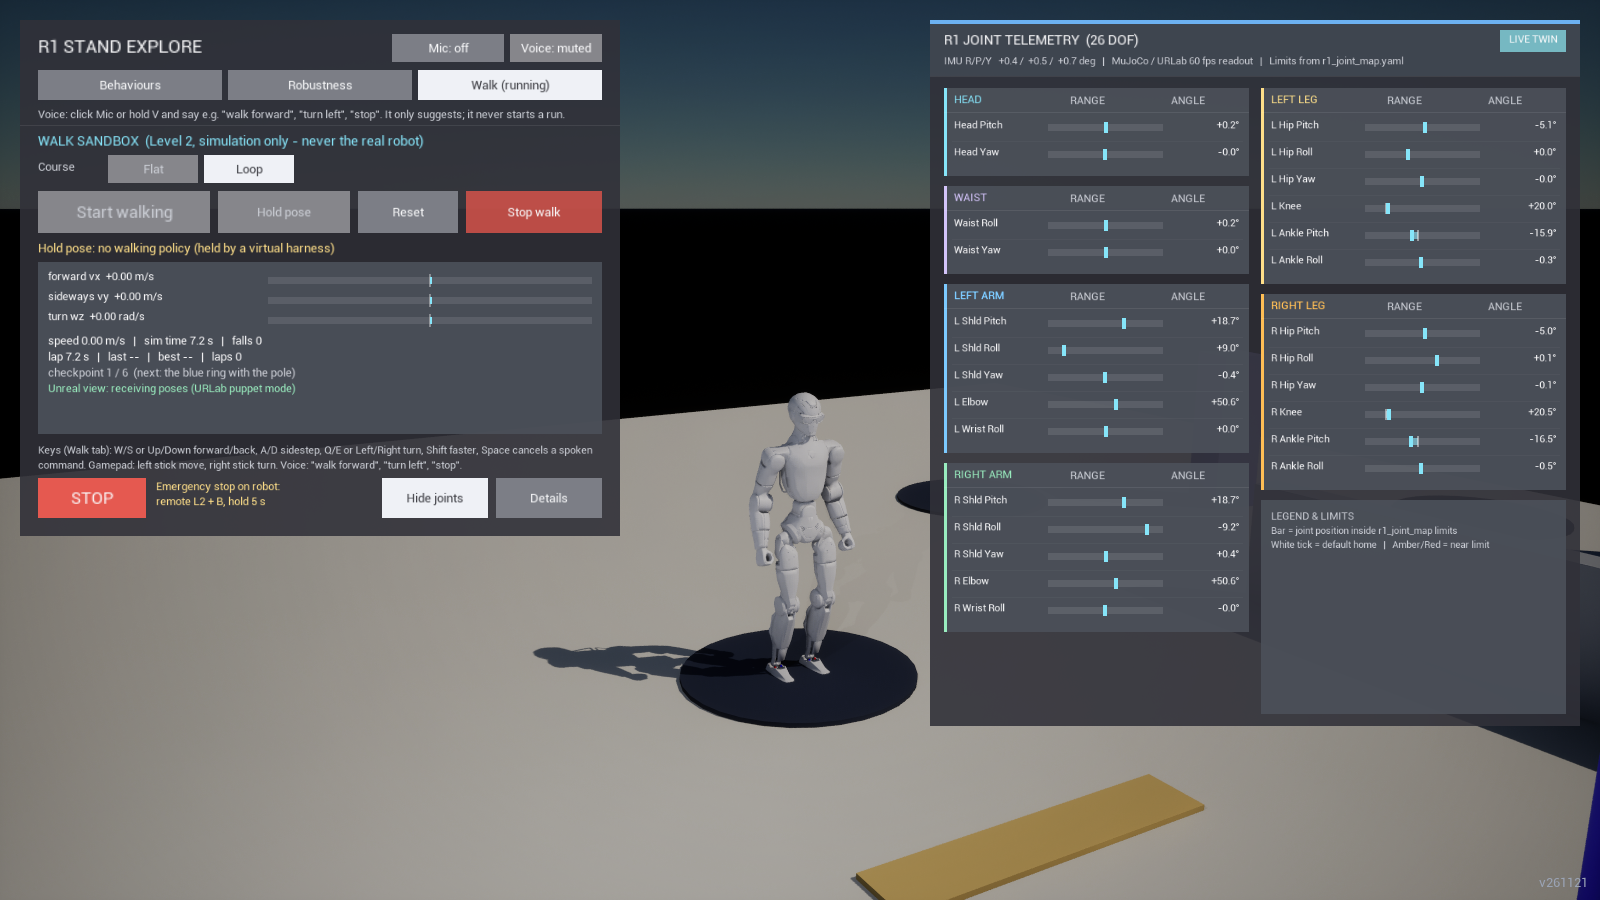 R1 STAND EXPLORE
Mic: off
Voice: muted
Behaviours
Robustness
Walk (running)
Voice: click Mic or hold V and say e.g. "walk forward", "turn left", "stop". It only suggests; it never starts a run.
WALK SANDBOX (Level 2, simulation only - never the real robot)
Course
Flat
Loop
Start walking
Hold pose
Reset
Stop walk
Hold pose: no walking policy (held by a virtual harness)
forward vx +0.00 m/s
sideways vy +0.00 m/s
turn wz +0.00 rad/s
speed 0.00 m/s | sim time 7.2 s | falls 0
lap 7.2 s | last -- | best -- | laps 0
checkpoint 1 / 6 (next: the blue ring with the pole)
Unreal view: receiving poses (URLab puppet mode)
Keys (Walk tab): W/S or Up/Down forward/back, A/D sidestep, Q/E or Left/Right turn, Shift faster, Space cancels a spoken
command. Gamepad: left stick move, right stick turn. Voice: "walk forward", "turn left", "stop".
STOP
Emergency stop on robot:
remote L2 + B, hold 5 s
Hide joints
Details
R1 JOINT TELEMETRY (26 DOF)
LIVE TWIN
IMU R/P/Y +0.4 / +0.5 / +0.7 deg | MuJoCo / URLab 60 fps readout | Limits from r1_joint_map.yaml
HEAD RANGE ANGLE
Head Pitch +0.2°
Head Yaw -0.0°
WAIST RANGE ANGLE
Waist Roll +0.2°
Waist Yaw +0.0°
LEFT ARM RANGE ANGLE
L Shld Pitch +18.7°
L Shld Roll +9.0°
L Shld Yaw -0.4°
L Elbow +50.6°
L Wrist Roll +0.0°
RIGHT ARM RANGE ANGLE
R Shld Pitch +18.7°
R Shld Roll -9.2°
R Shld Yaw +0.4°
R Elbow +50.6°
R Wrist Roll -0.0°
LEFT LEG RANGE ANGLE
L Hip Pitch -5.1°
L Hip Roll +0.0°
L Hip Yaw -0.0°
L Knee +20.0°
L Ankle Pitch -15.9°
L Ankle Roll -0.3°
RIGHT LEG RANGE ANGLE
R Hip Pitch -5.0°
R Hip Roll +0.1°
R Hip Yaw -0.1°
R Knee +20.5°
R Ankle Pitch -16.5°
R Ankle Roll -0.5°
LEGEND & LIMITS
Bar = joint position inside r1_joint_map limits
White tick = default home | Amber/Red = near limit
v261121